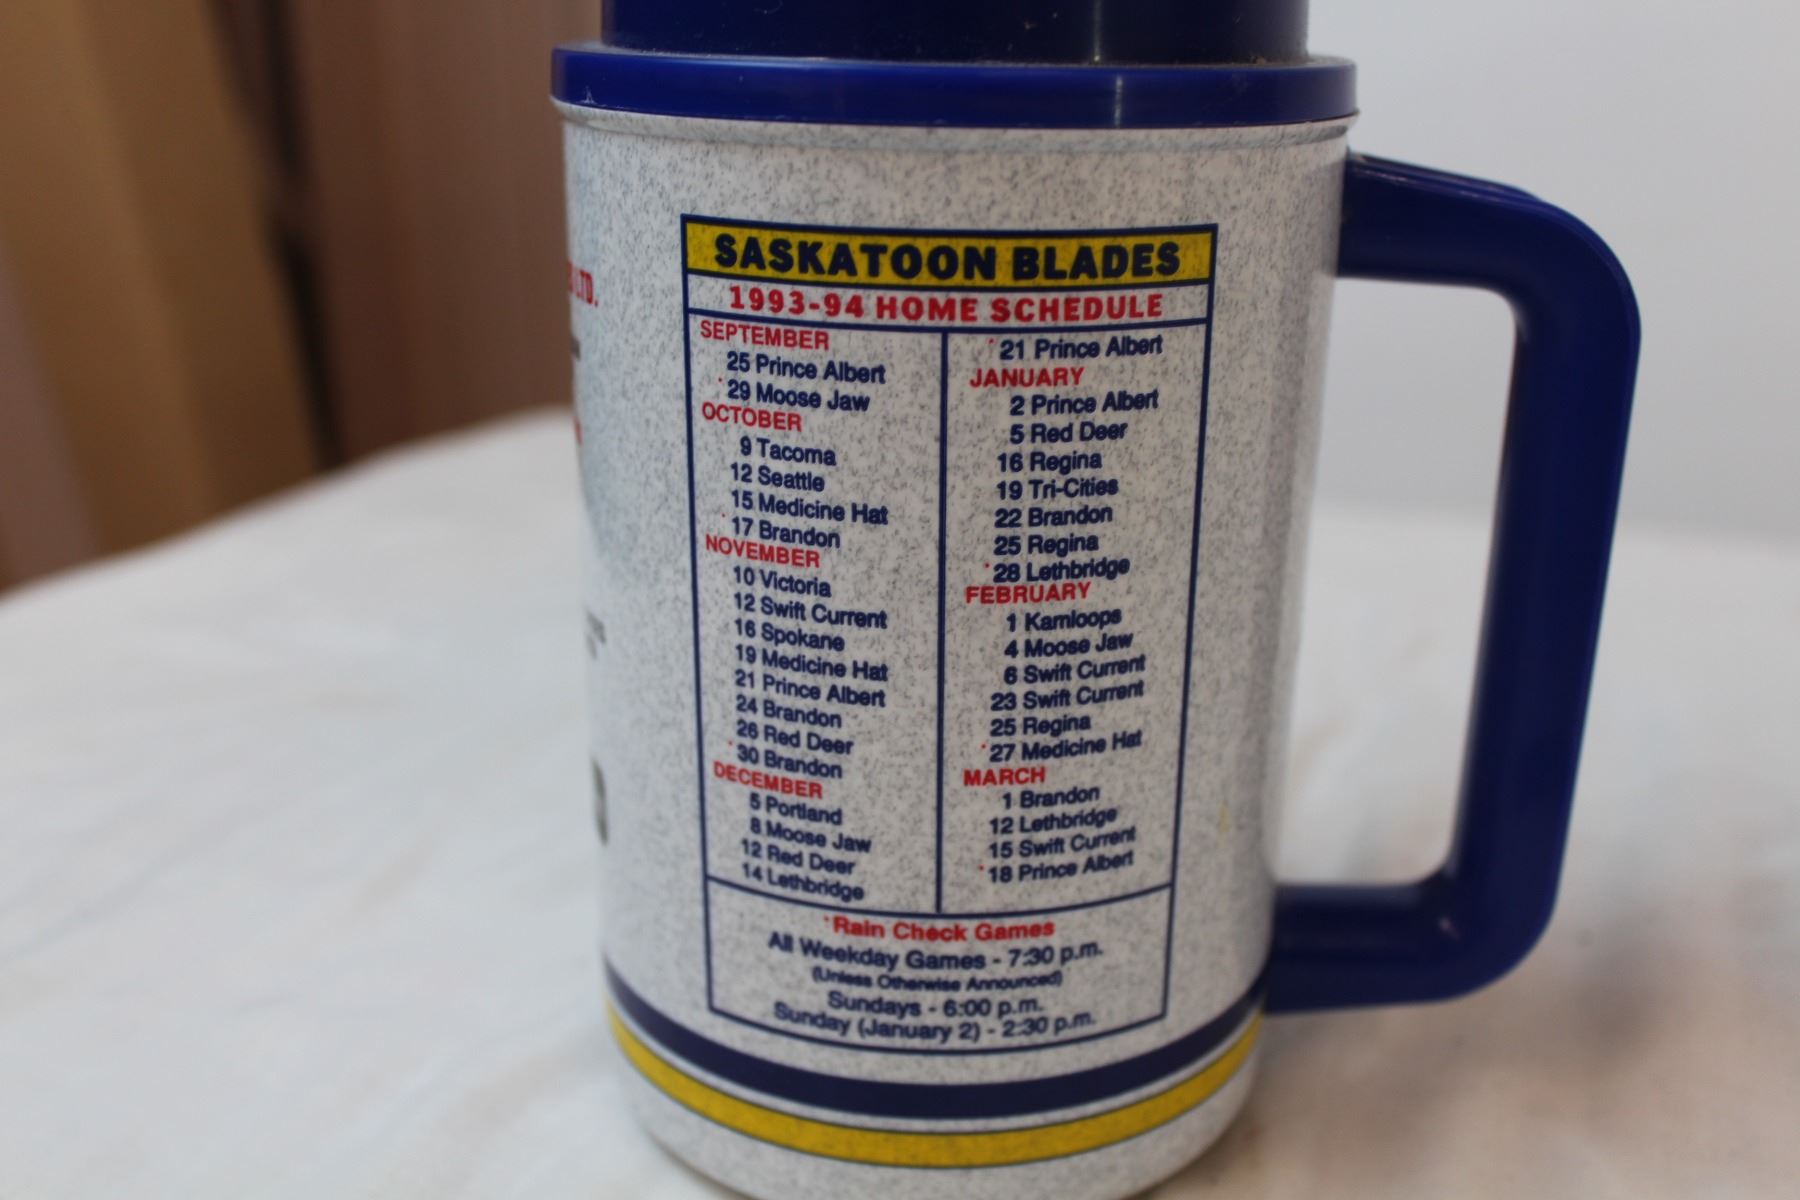 LTD.
SASKATOON BLADES
1993-94 HOME SCHEDULE
SEPTEMBER
25 Prince Albert
*29 Moose Jaw
OCTOBER
9 Tacoma
12 Seattle
15 Medicine Hat
*17 Brandon
NOVEMBER
10 Victoria
12 Swift Current
16 Spokane
19 Medicine Hat
21 Prince Albert
24 Brandon
26 Red Deer
*30 Brandon
DECEMBER
5 Portland
8 Moose Jaw
12 Red Deer
14 Lethbridge
*21 Prince Albert
JANUARY
2 Prince Albert
5 Red Deer
16 Regina
19 Tri-Cities
22 Brandon
25 Regina
*28 Lethbridge
FEBRUARY
1 Kamloops
4 Moose Jaw
6 Swift Current
23 Swift Current
25 Regina
*27 Medicine Hat
MARCH
1 Brandon
12 Lethbridge
15 Swift Current
*18 Prince Albert
*Rain Check Games
All Weekday Games - 7:30 p.m.
(Unless Otherwise Announced)
Sundays - 6:00 p.m.
Sunday (January 2) - 2:30 p.m.